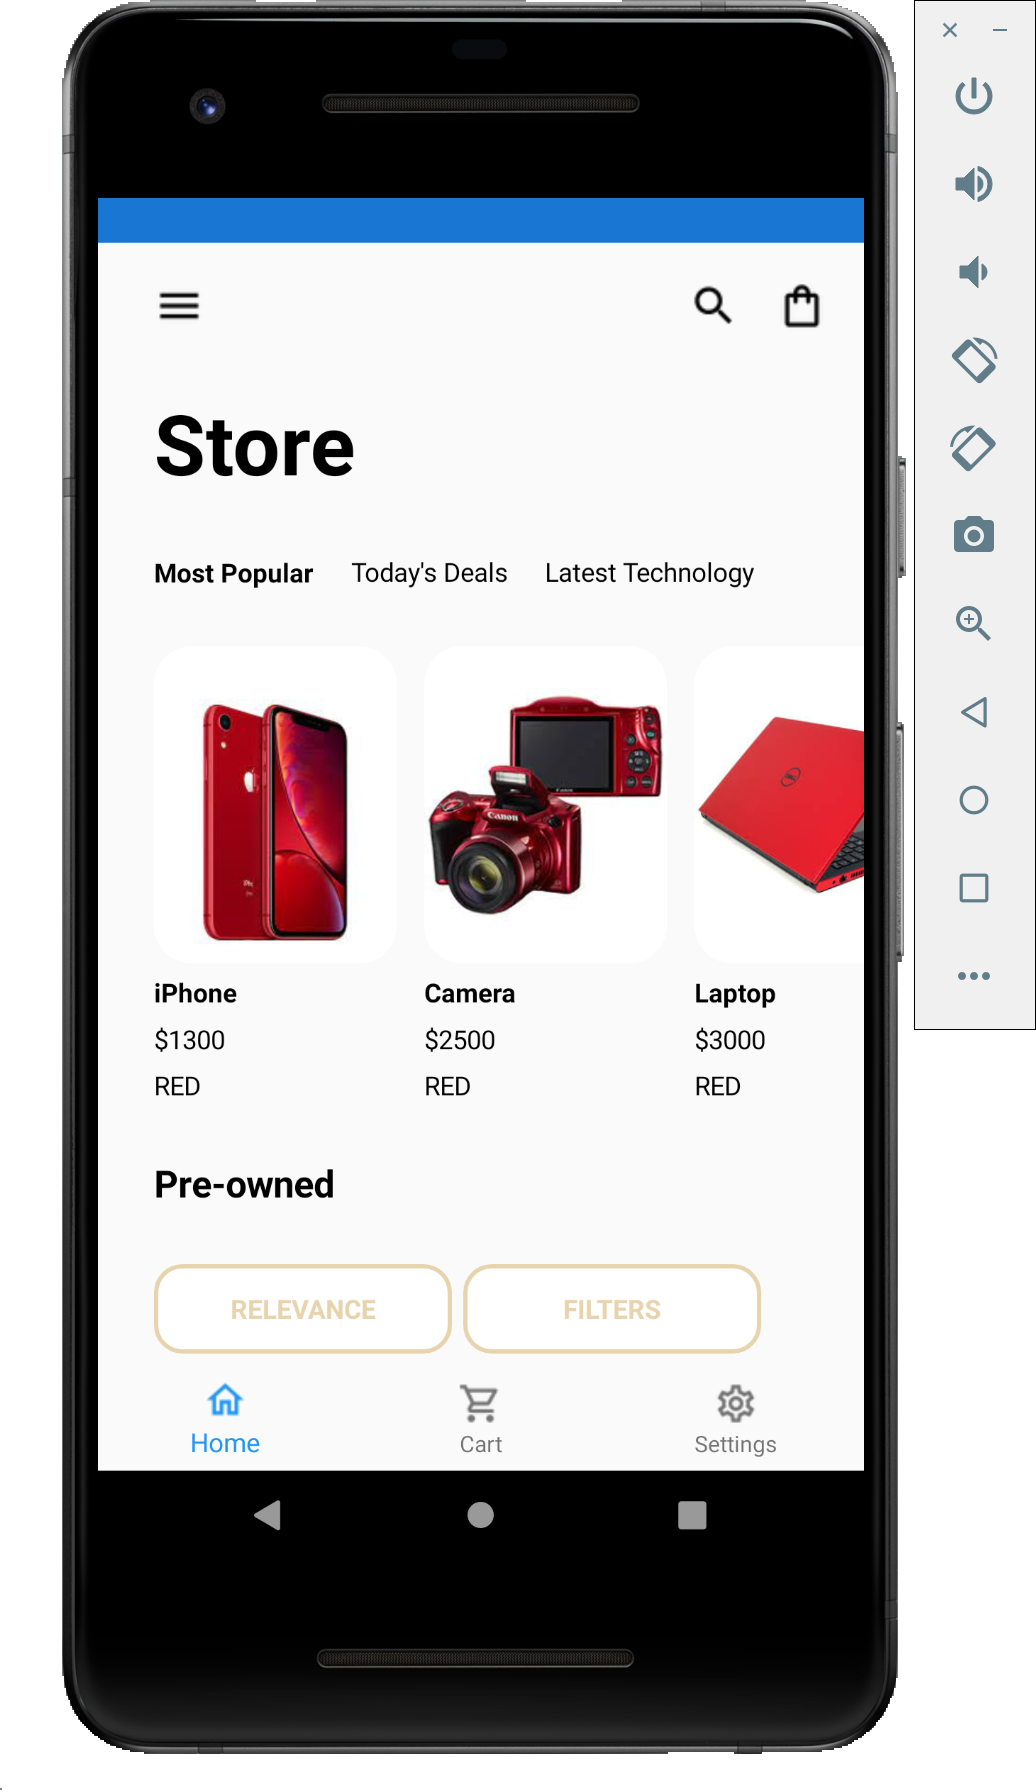 Store
Most Popular Today's Deals Latest Technology
Canon
iPhone Camera Laptop
$1300 $2500 $3000
RED RED RED
Pre-owned
RELEVANCE FILTERS
Home Cart Settings